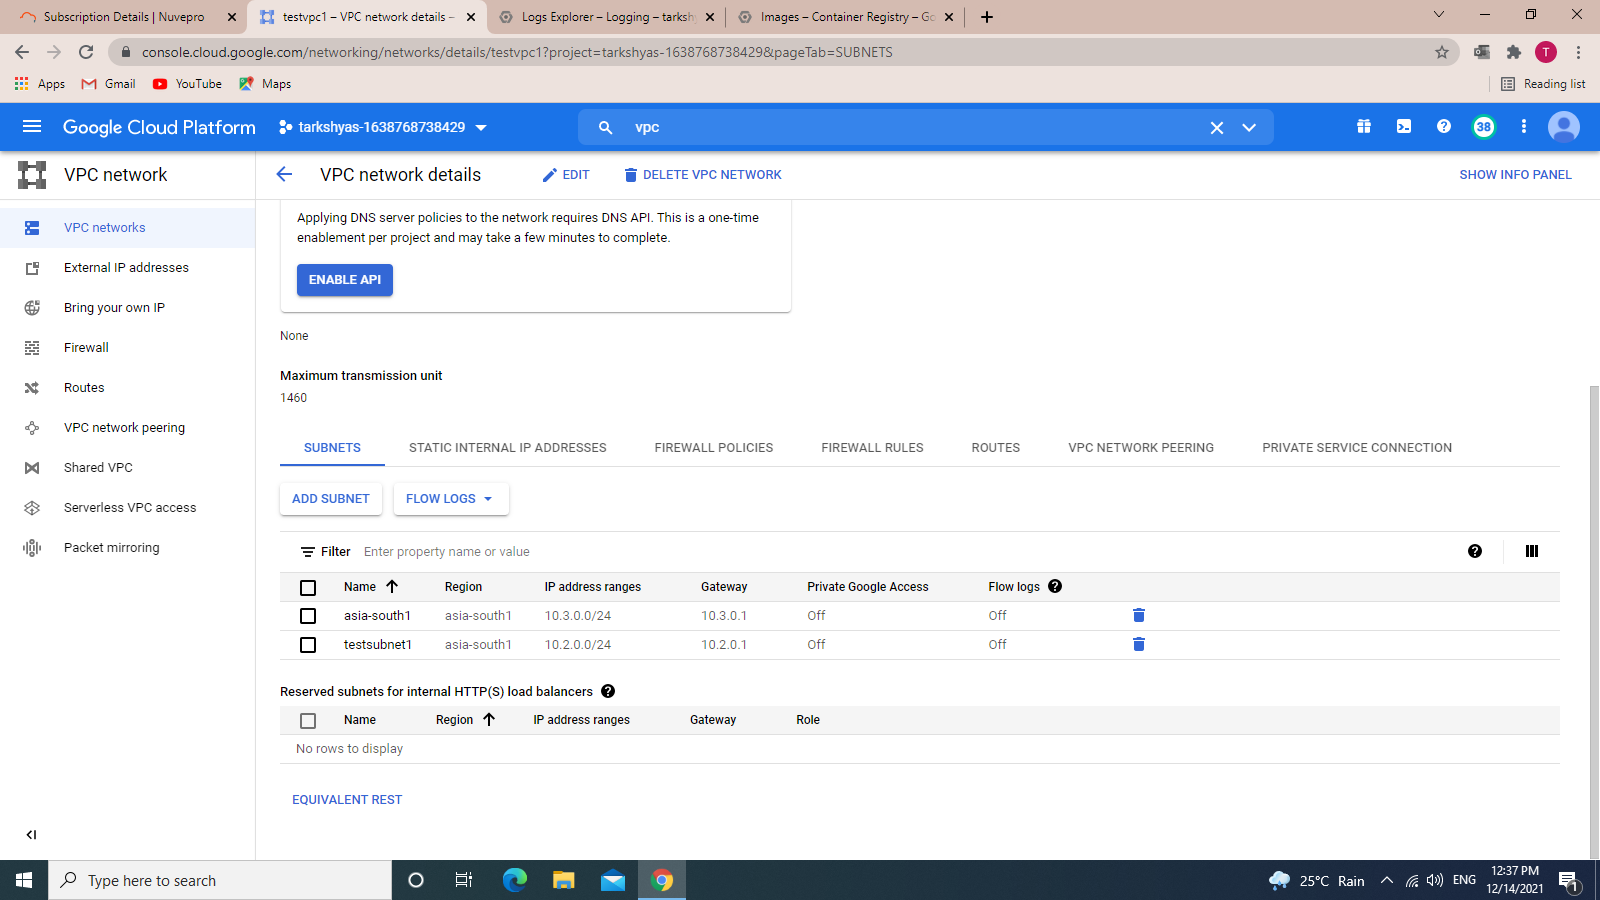 Subscription Details | Nuvepro
testvpc1 – VPC network details –
Logs Explorer – Logging – tarksh
Images – Container Registry – Go
console.cloud.google.com/networking/networks/details/testvpc1?project=tarkshyas-1638768738429&pageTab=SUBNETS
T
Apps
Gmail
YouTube
Maps
Reading list
Google Cloud Platform
tarkshyas-1638768738429
vpc
38
VPC network
VPC network details
EDIT
DELETE VPC NETWORK
SHOW INFO PANEL
VPC networks
External IP addresses
Bring your own IP
Firewall
Routes
VPC network peering
Shared VPC
Serverless VPC access
Packet mirroring
Applying DNS server policies to the network requires DNS API. This is a one-time
enablement per project and may take a few minutes to complete.
ENABLE API
None
Maximum transmission unit
1460
SUBNETS STATIC INTERNAL IP ADDRESSES FIREWALL POLICIES FIREWALL RULES ROUTES VPC NETWORK PEERING PRIVATE SERVICE CONNECTION
ADD SUBNET FLOW LOGS
Filter Enter property name or value
Name Region IP address ranges Gateway Private Google Access Flow logs
asia-south1 asia-south1 10.3.0.0/24 10.3.0.1 Off Off
testsubnet1 asia-south1 10.2.0.0/24 10.2.0.1 Off Off
Reserved subnets for internal HTTP(S) load balancers
Name Region IP address ranges Gateway Role
No rows to display
EQUIVALENT REST
Type here to search
25°C Rain
ENG
12:37 PM
12/14/2021
1